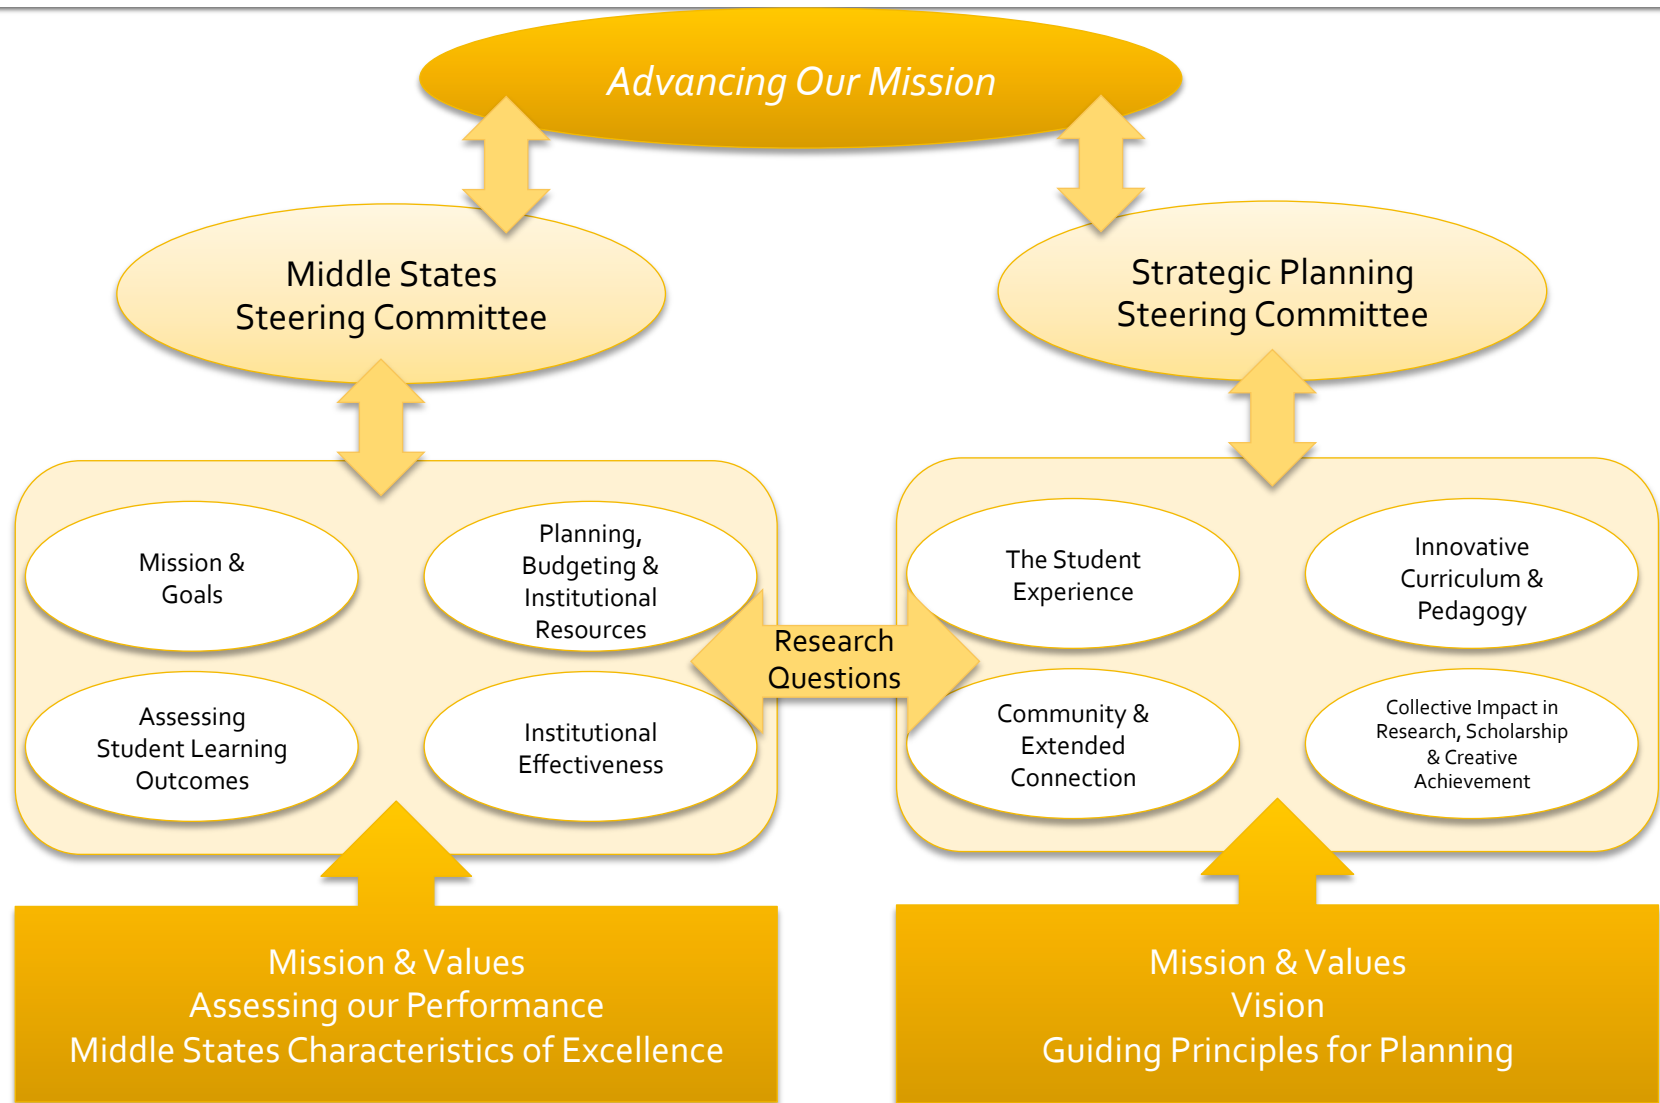 Advancing Our Mission
Middle States
Steering Committee
Strategic Planning
Steering Committee
Mission &
Goals
Planning,
Budgeting &
Institutional
Resources
Assessing
Student Learning
Outcomes
Institutional
Effectiveness
Research
Questions
The Student
Experience
Innovative
Curriculum &
Pedagogy
Community &
Extended
Connection
Collective Impact in
Research, Scholarship
& Creative
Achievement
Mission & Values
Assessing our Performance
Middle States Characteristics of Excellence
Mission & Values
Vision
Guiding Principles for Planning